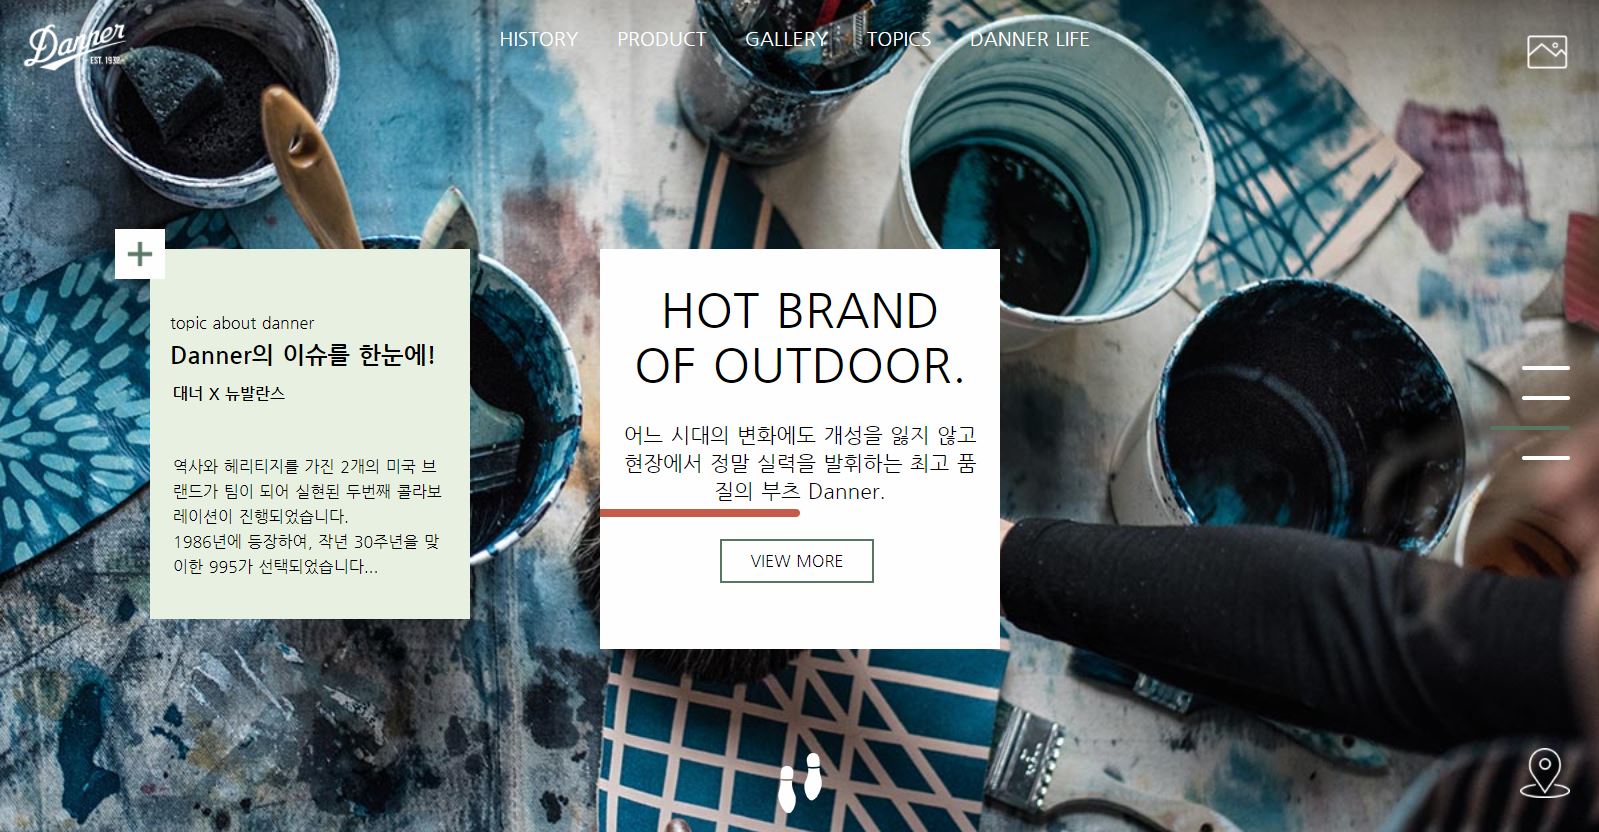 Danner
EST. 1932
HISTORY PRODUCT GALLERY TOPICS DANNER LIFE
topic about danner
Danner의 이슈를 한눈에!
대너 X 뉴발란스
역사와 헤리티지를 가진 2개의 미국 브
랜드가 팀이 되어 실현된 두번째 콜라보
레이션이 진행되었습니다.
1986년에 등장하여, 작년 30주년을 맞
이한 995가 선택되었습니다...
HOT BRAND
OF OUTDOOR.
어느 시대의 변화에도 개성을 잃지 않고
현장에서 정말 실력을 발휘하는 최고 품
질의 부츠 Danner.
VIEW MORE